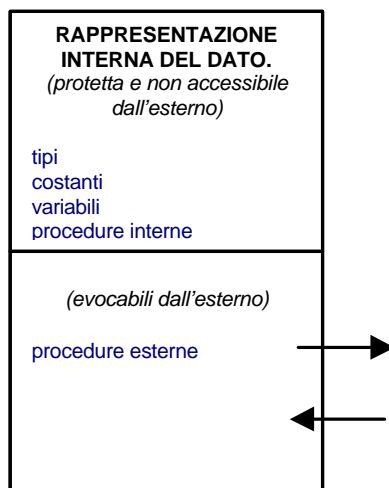 RAPPRESENTAZIONE
INTERNA DEL DATO.
(protetta e non accessibile
dall'esterno)
tipi
costanti
variabili
procedure interne
(evocabili dall'esterno)
procedure esterne